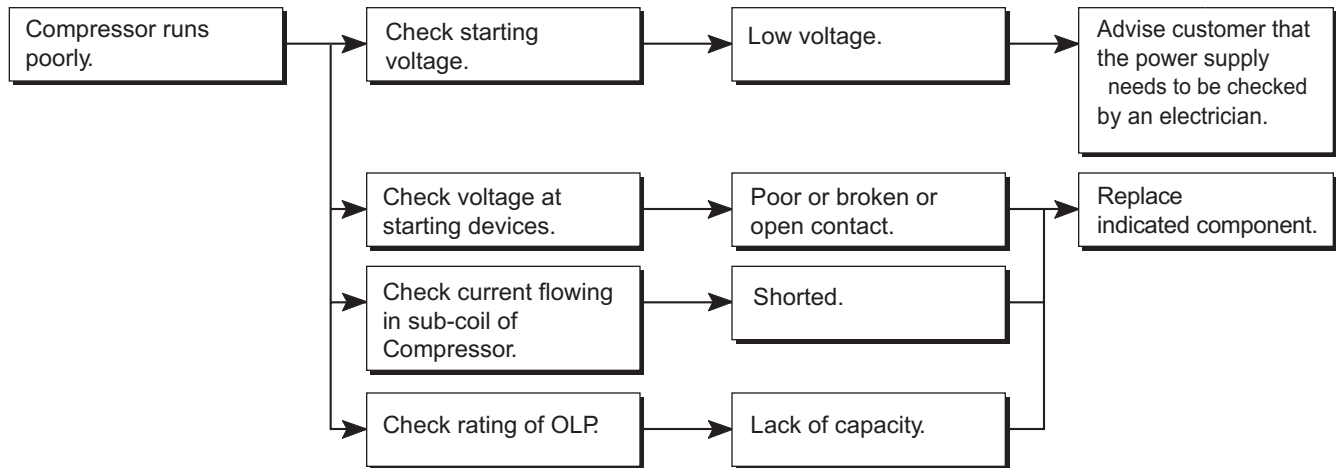 Compressor runs
poorly.
Check starting
voltage.
Low voltage.
Advise customer that
the power supply
needs to be checked
by an electrician.
Check voltage at
starting devices.
Poor or broken or
open contact.
Replace
indicated component.
Check current flowing
in sub-coil of
Compressor.
Shorted.
Check rating of OLP.
Lack of capacity.